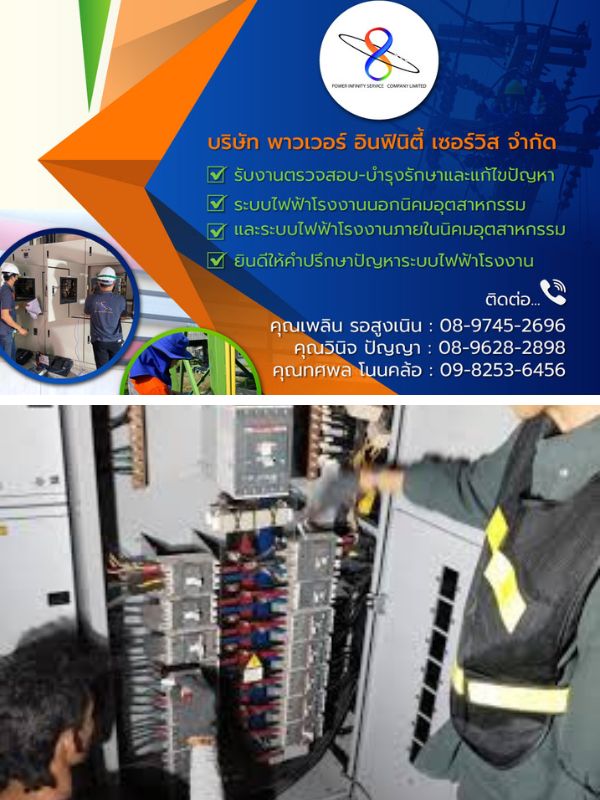 POWER INFINITY SERVICE COMPANY LIMITED
บริษัท พาวเวอร์ อินฟินิตี้ เซอร์วิส จำกัด
รับงานตรวจสอบ-บำรุงรักษาและแก้ไขปัญหา
ระบบไฟฟ้าโรงงานนอกนิคมอุตสาหกรรม
และระบบไฟฟ้าโรงงานภายในนิคมอุตสาหกรรม
ยินดีให้คำปรึกษาปัญหาระบบไฟฟ้าโรงงาน
ติดต่อ...
คุณเพลิน รอสูงเนิน : 08-9745-2696
คุณวินิจ ปัญญา : 08-9628-2898
คุณทศพล โนนคล้อ : 09-8253-6456